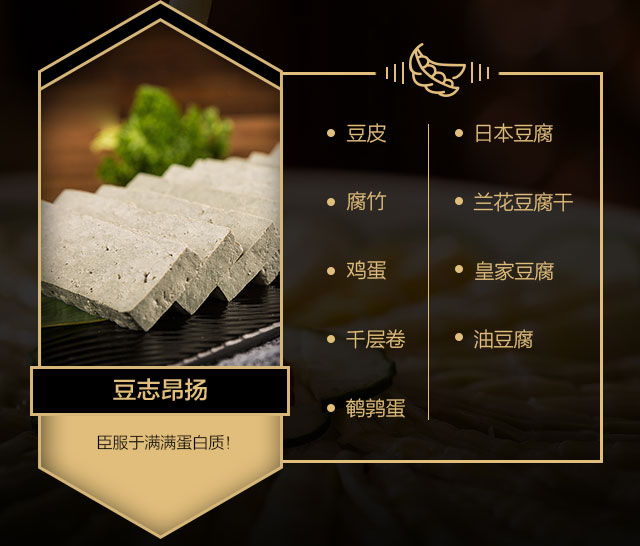 豆皮
腐竹
鸡蛋
千层卷
鹌鹑蛋
日本豆腐
兰花豆腐干
皇家豆腐
油豆腐
豆志昂扬
臣服于满满蛋白质！